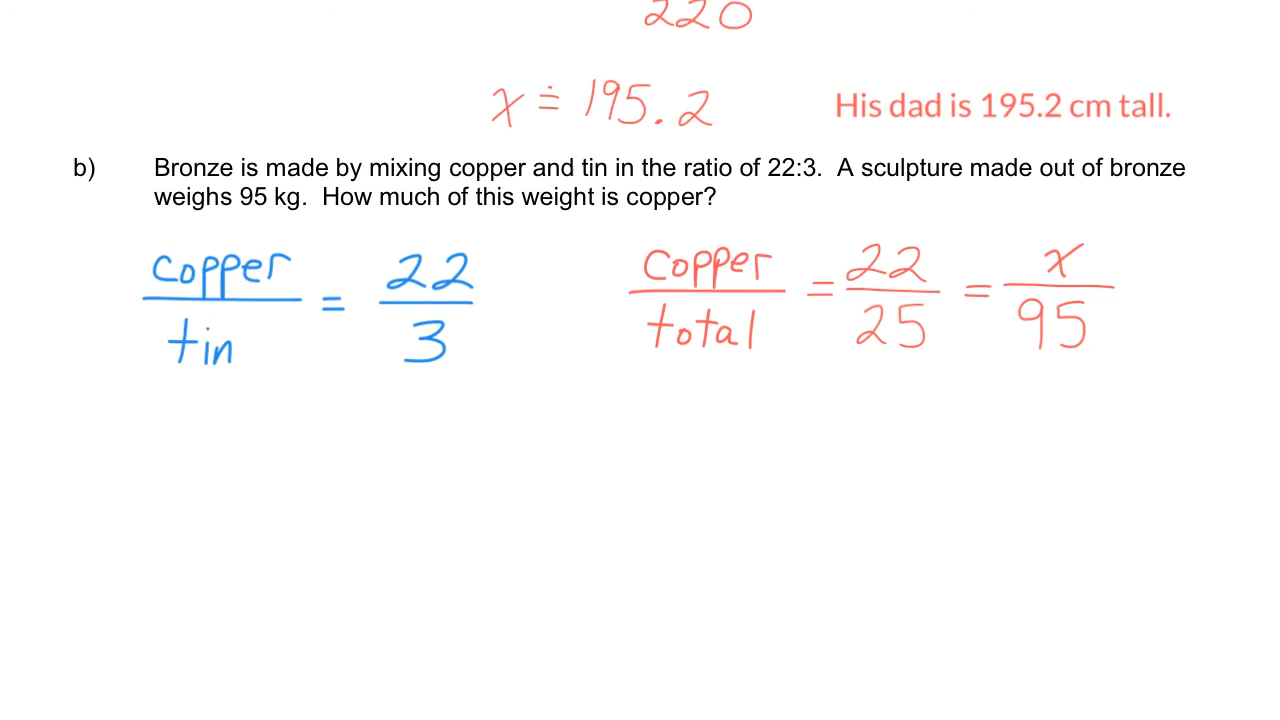 220
x ≐ 195.2
His dad is 195.2 cm tall.
b) Bronze is made by mixing copper and tin in the ratio of 22:3. A sculpture made out of bronze
weighs 95 kg. How much of this weight is copper?
copper/tin = 22/3
copper/total = 22/25 = x/95